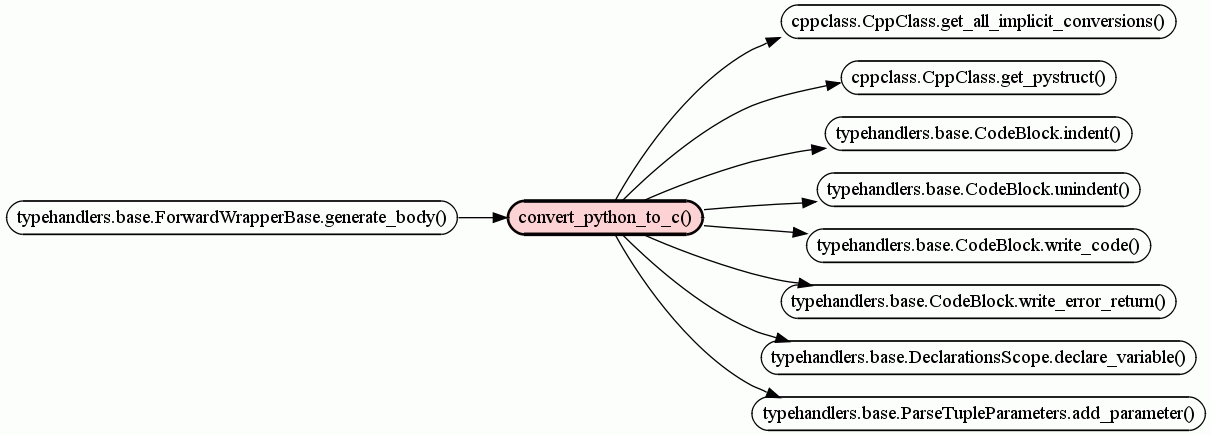 cppclass.CppClass.get_all_implicit_conversions()
cppclass.CppClass.get_pystruct()
typehandlers.base.CodeBlock.indent()
typehandlers.base.CodeBlock.unindent()
typehandlers.base.ForwardWrapperBase.generate_body()
convert_python_to_c()
typehandlers.base.CodeBlock.write_code()
typehandlers.base.CodeBlock.write_error_return()
typehandlers.base.DeclarationsScope.declare_variable()
typehandlers.base.ParseTupleParameters.add_parameter()